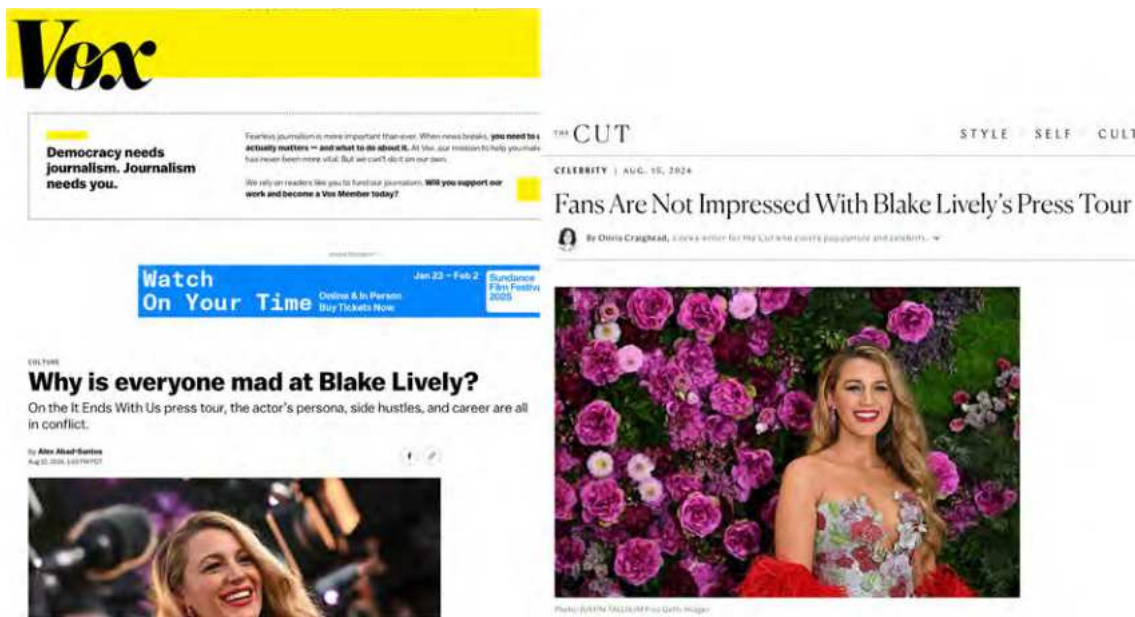 Vox
Democracy needs
journalism. Journalism
needs you.
Fearless journalism is more important than ever. When news breaks, you need to
actually matters — and what to do about it. At Vox, our mission to help you make
has never been more vital. But we can't do it on our own.
We rely on readers like you to fund our journalism. Will you support our
work and become a Vox Member today?
ADVERTISEMENT
Watch
On Your Time
Online & In Person
Buy Tickets Now
Jan 23 – Feb 2
Sundance
Film Festiv
2025
CULTURE
Why is everyone mad at Blake Lively?
On the It Ends With Us press tour, the actor's persona, side hustles, and career are all
in conflict.
by Alex Abad-Santos
THE CUT
STYLE SELF CULT
CELEBRITY | AUG. 15, 2024
Fans Are Not Impressed With Blake Lively's Press Tour
By Olivia Craighead, a news writer for the Cut who covers pop culture and celebrity.
Getty Images